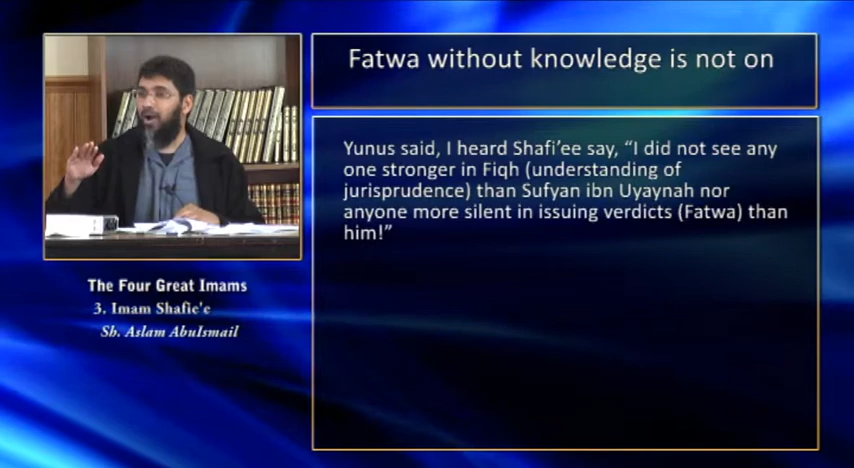 Fatwa without knowledge is not on
Yunus said, I heard Shafi'ee say, “I did not see any
one stronger in Fiqh (understanding of
jurisprudence) than Sufyan ibn Uyaynah nor
anyone more silent in issuing verdicts (Fatwa) than
him!”
The Four Great Imams
3. Imam Shafie'e
Sh. Aslam AbuIsmail